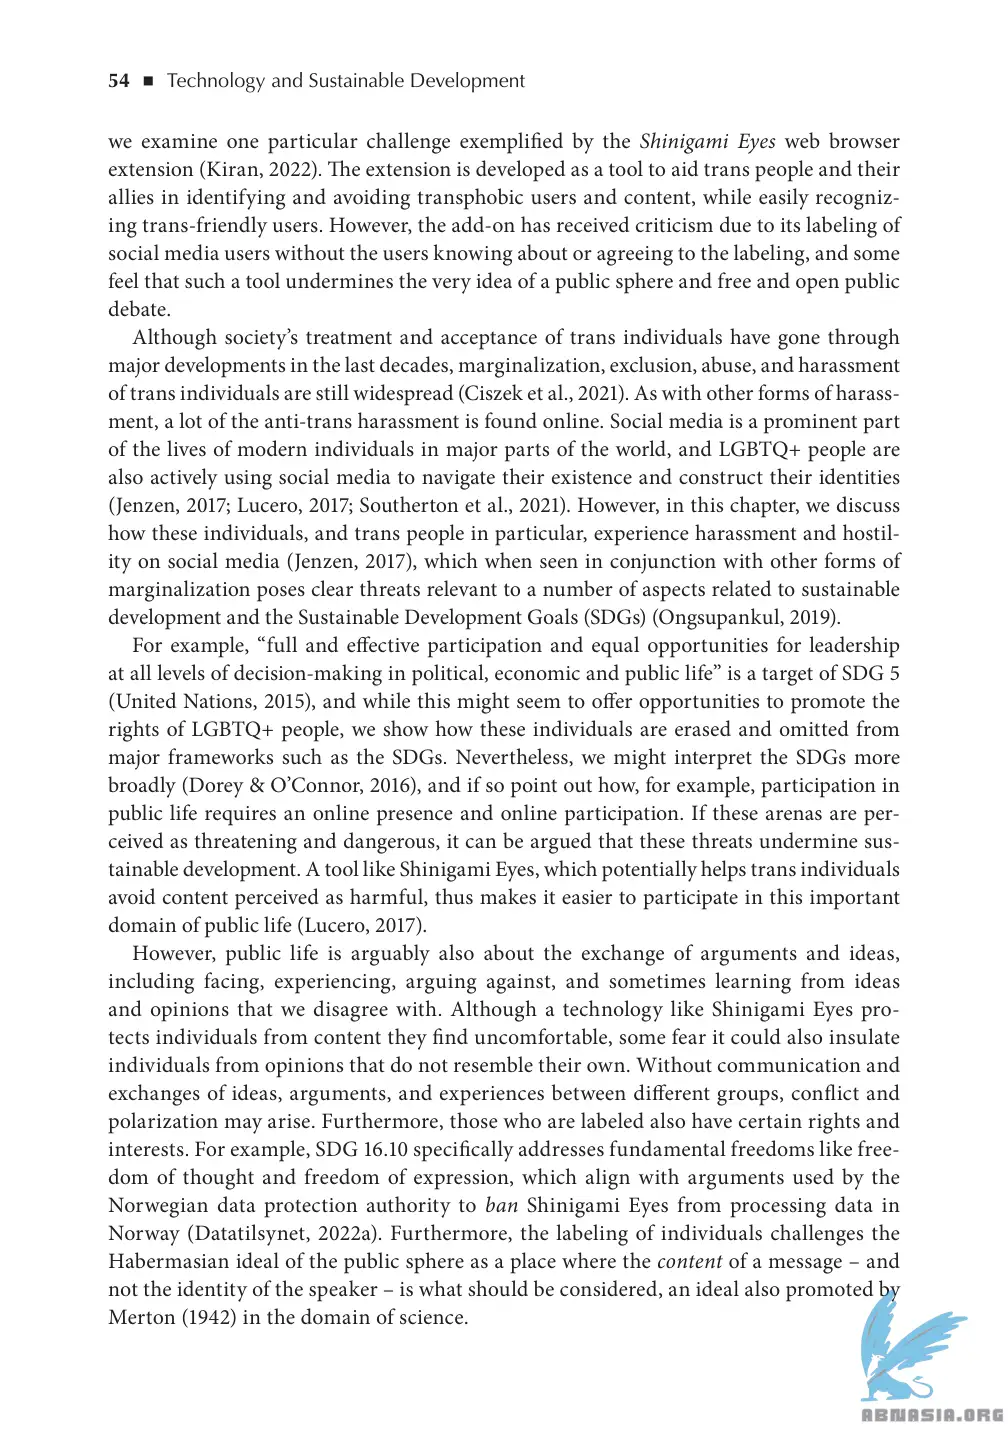 54 ■ Technology and Sustainable Development
we examine one particular challenge exemplified by the Shinigami Eyes web browser
extension (Kiran, 2022). The extension is developed as a tool to aid trans people and their
allies in identifying and avoiding transphobic users and content, while easily recogniz-
ing trans-friendly users. However, the add-on has received criticism due to its labeling of
social media users without the users knowing about or agreeing to the labeling, and some
feel that such a tool undermines the very idea of a public sphere and free and open public
debate.
Although society’s treatment and acceptance of trans individuals have gone through
major developments in the last decades, marginalization, exclusion, abuse, and harassment
of trans individuals are still widespread (Ciszek et al., 2021). As with other forms of harass-
ment, a lot of the anti-trans harassment is found online. Social media is a prominent part
of the lives of modern individuals in major parts of the world, and LGBTQ+ people are
also actively using social media to navigate their existence and construct their identities
(Jenzen, 2017; Lucero, 2017; Southerton et al., 2021). However, in this chapter, we discuss
how these individuals, and trans people in particular, experience harassment and hostil-
ity on social media (Jenzen, 2017), which when seen in conjunction with other forms of
marginalization poses clear threats relevant to a number of aspects related to sustainable
development and the Sustainable Development Goals (SDGs) (Ongsupankul, 2019).
For example, “full and effective participation and equal opportunities for leadership
at all levels of decision-making in political, economic and public life” is a target of SDG 5
(United Nations, 2015), and while this might seem to offer opportunities to promote the
rights of LGBTQ+ people, we show how these individuals are erased and omitted from
major frameworks such as the SDGs. Nevertheless, we might interpret the SDGs more
broadly (Dorey & O’Connor, 2016), and if so point out how, for example, participation in
public life requires an online presence and online participation. If these arenas are per-
ceived as threatening and dangerous, it can be argued that these threats undermine sus-
tainable development. A tool like Shinigami Eyes, which potentially helps trans individuals
avoid content perceived as harmful, thus makes it easier to participate in this important
domain of public life (Lucero, 2017).
However, public life is arguably also about the exchange of arguments and ideas,
including facing, experiencing, arguing against, and sometimes learning from ideas
and opinions that we disagree with. Although a technology like Shinigami Eyes pro-
tects individuals from content they find uncomfortable, some fear it could also insulate
individuals from opinions that do not resemble their own. Without communication and
exchanges of ideas, arguments, and experiences between different groups, conflict and
polarization may arise. Furthermore, those who are labeled also have certain rights and
interests. For example, SDG 16.10 specifically addresses fundamental freedoms like free-
dom of thought and freedom of expression, which align with arguments used by the
Norwegian data protection authority to ban Shinigami Eyes from processing data in
Norway (Datatilsynet, 2022a). Furthermore, the labeling of individuals challenges the
Habermasian ideal of the public sphere as a place where the content of a message – and
not the identity of the speaker – is what should be considered, an ideal also promoted by
Merton (1942) in the domain of science.
ABNASIA.ORG